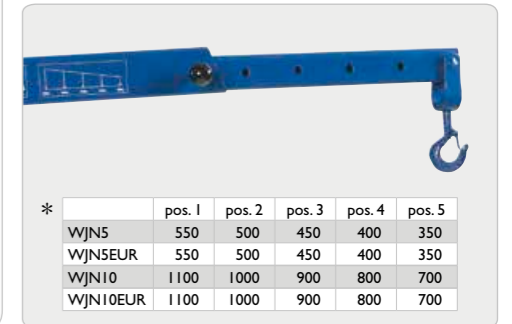 * pos. 1 pos. 2 pos. 3 pos. 4 pos. 5
WJN5 550 500 450 400 350
WJN5EUR 550 500 450 400 350
WJN10 1100 1000 900 800 700
WJN10EUR 1100 1000 900 800 700